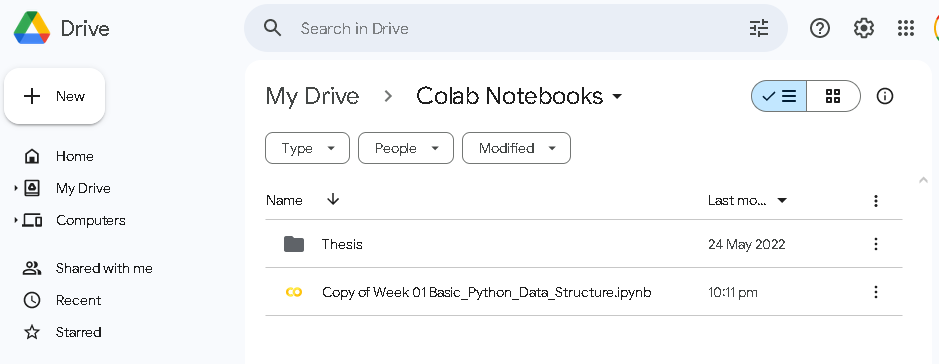 Drive
Search in Drive
New
Home
My Drive
Computers
Shared with me
Recent
Starred
My Drive > Colab Notebooks
Type People Modified
Name Last mo...
Thesis 24 May 2022
Copy of Week 01 Basic_Python_Data_Structure.ipynb 10:11 pm